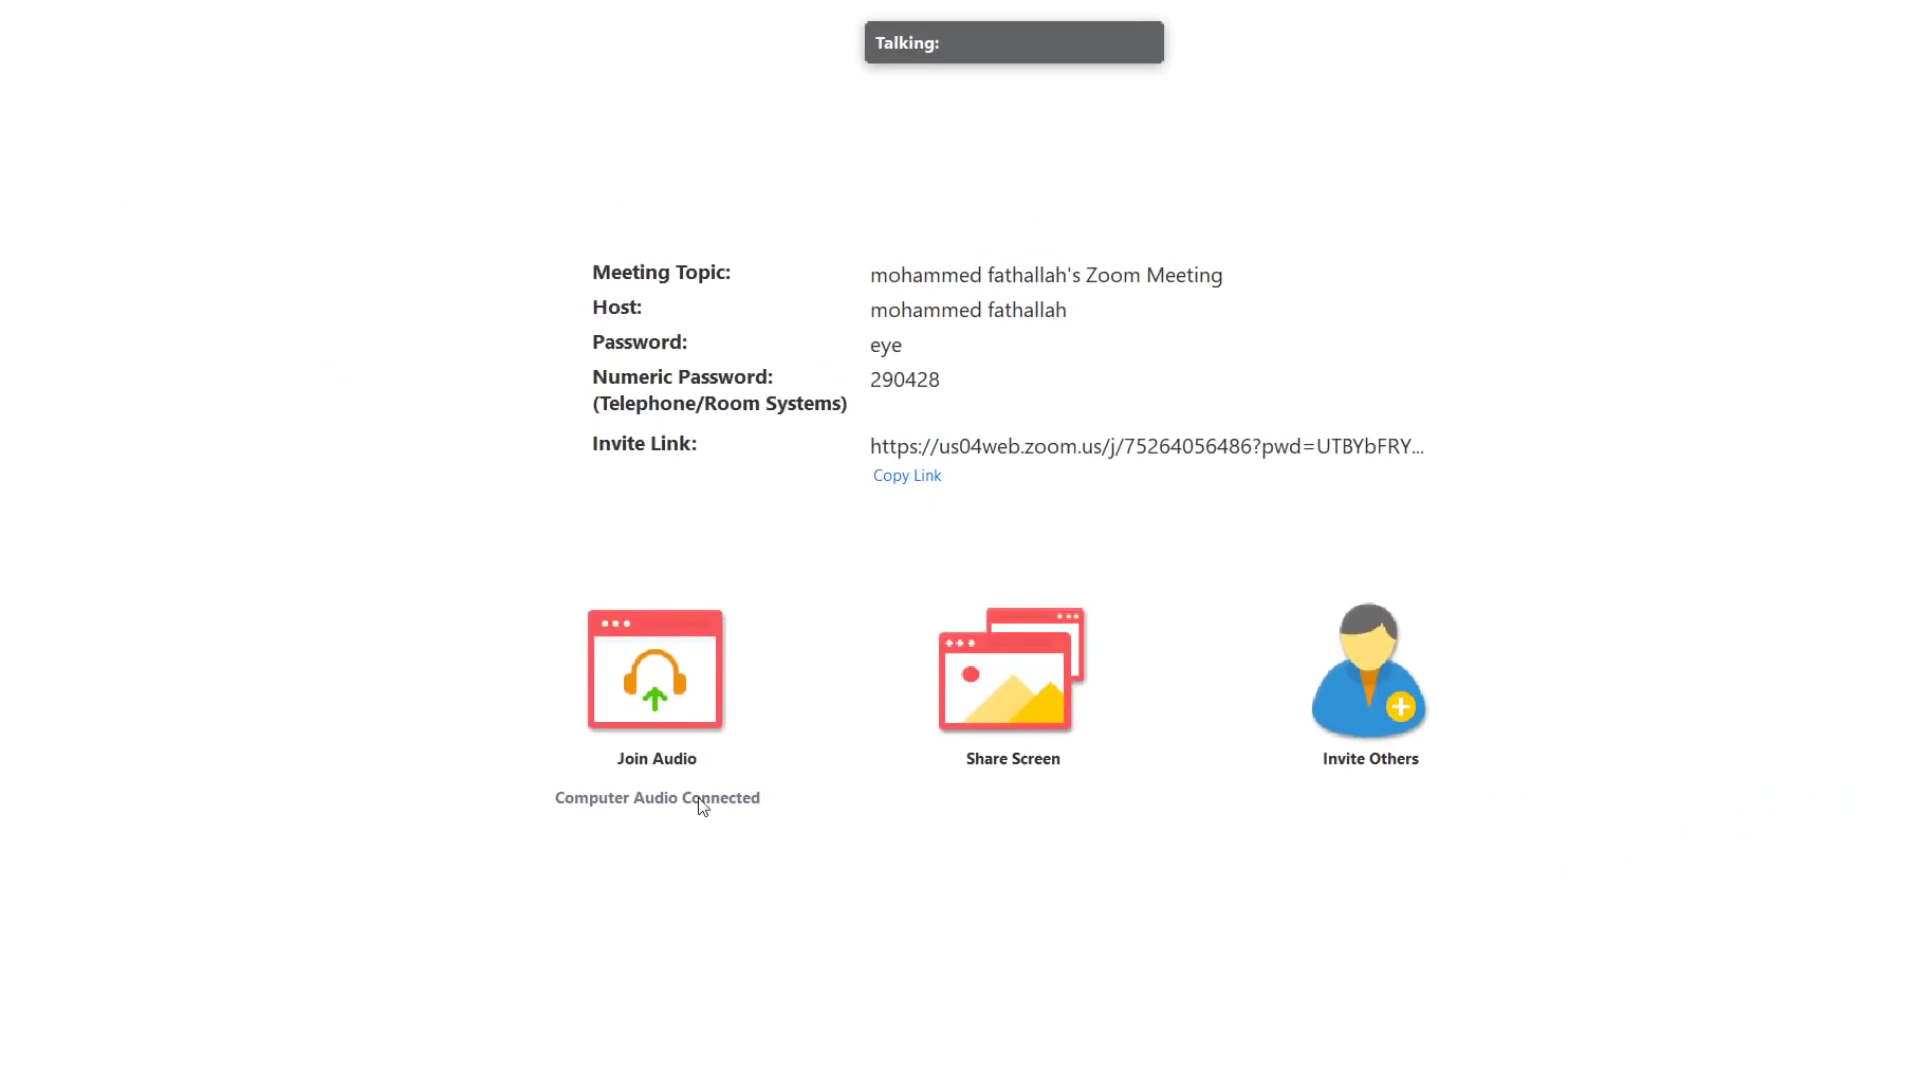 Talking:
Meeting Topic: mohammed fathallah's Zoom Meeting
Host: mohammed fathallah
Password: eye
Numeric Password: 290428
(Telephone/Room Systems)
Invite Link: https://us04web.zoom.us/j/75264056486?pwd=UTBYbFRY...
Copy Link
Join Audio
Share Screen
Invite Others
Computer Audio Connected